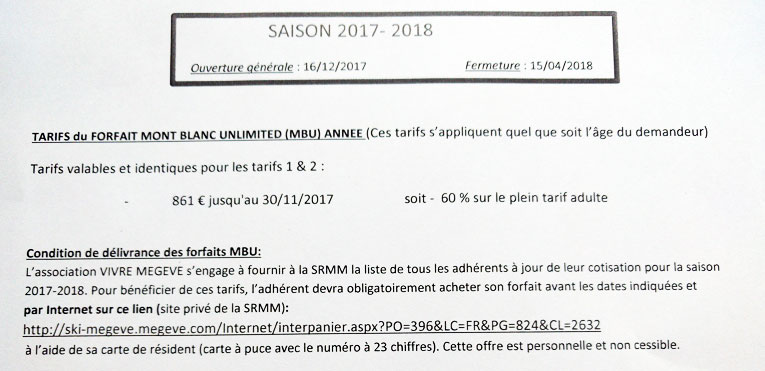 SAISON 2017- 2018
Ouverture générale : 16/12/2017 Fermeture : 15/04/2018
TARIFS du FORFAIT MONT BLANC UNLIMITED (MBU) ANNEE (Ces tarifs s'appliquent quel que soit l'âge du demandeur)
Tarifs valables et identiques pour les tarifs 1 & 2 :
- 861 € jusqu'au 30/11/2017 soit - 60 % sur le plein tarif adulte
Condition de délivrance des forfaits MBU:
L'association VIVRE MEGEVE s'engage à fournir à la SRMM la liste de tous les adhérents à jour de leur cotisation pour la saison
2017-2018. Pour bénéficier de ces tarifs, l'adhérent devra obligatoirement acheter son forfait avant les dates indiquées et
par Internet sur ce lien (site privé de la SRMM):
http://ski-megeve.megeve.com/Internet/interpanier.aspx?PO=396&LC=FR&PG=824&CL=2632
à l'aide de sa carte de résident (carte à puce avec le numéro à 23 chiffres). Cette offre est personnelle et non cessible.